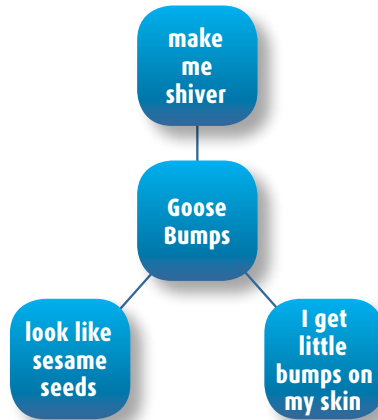 make
me
shiver
Goose
Bumps
look like
sesame
seeds
I get
little
bumps on
my skin